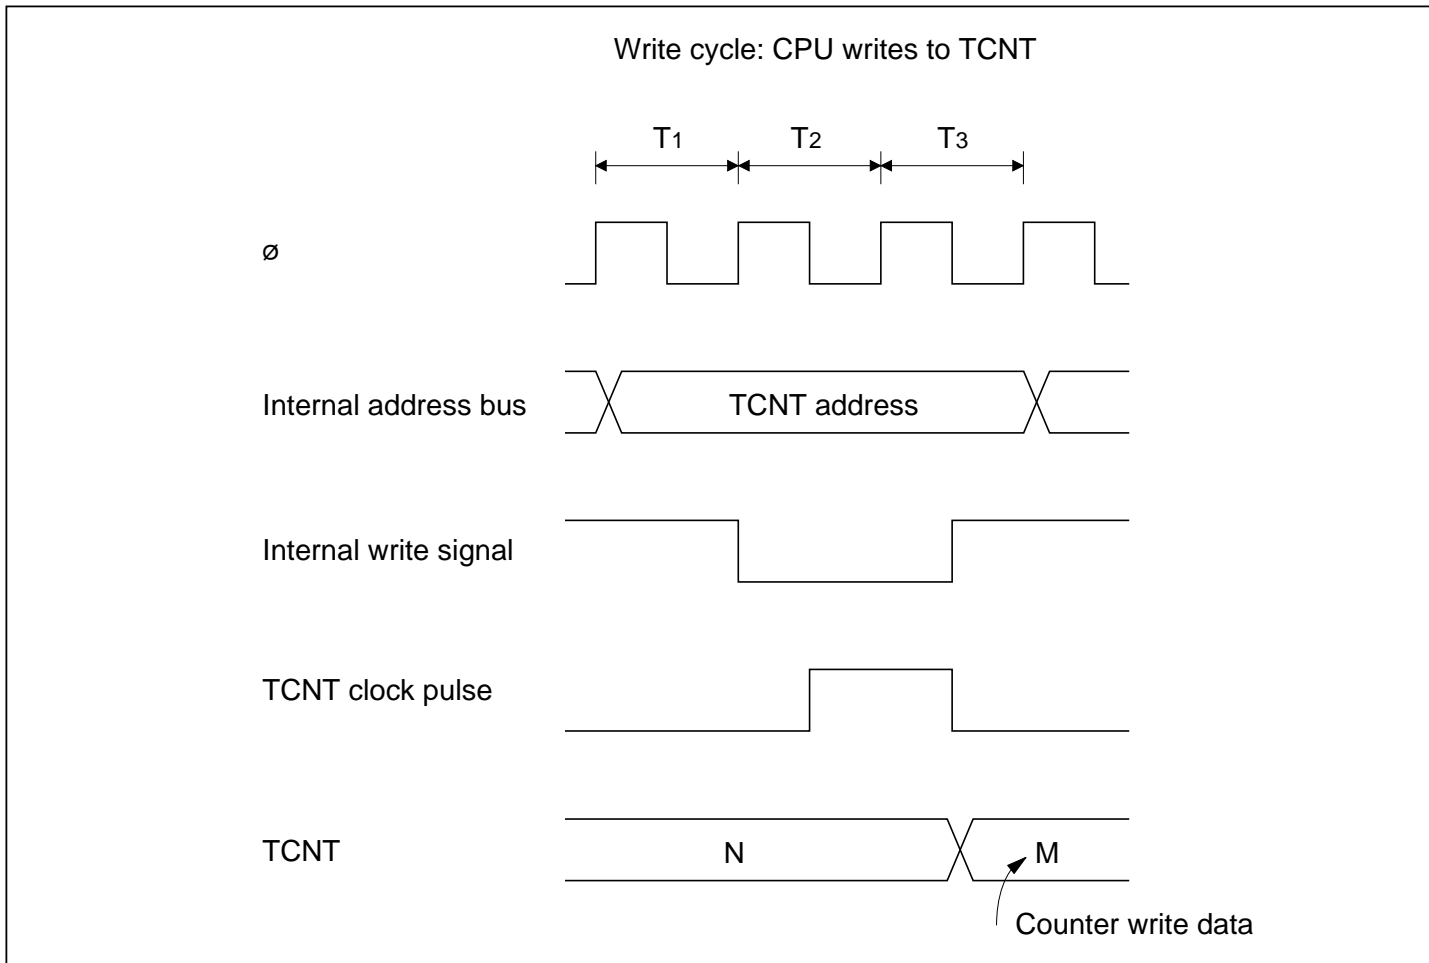 Write cycle: CPU writes to TCNT
T1 T2 T3
ø
Internal address bus TCNT address
Internal write signal
TCNT clock pulse
TCNT N M
Counter write data